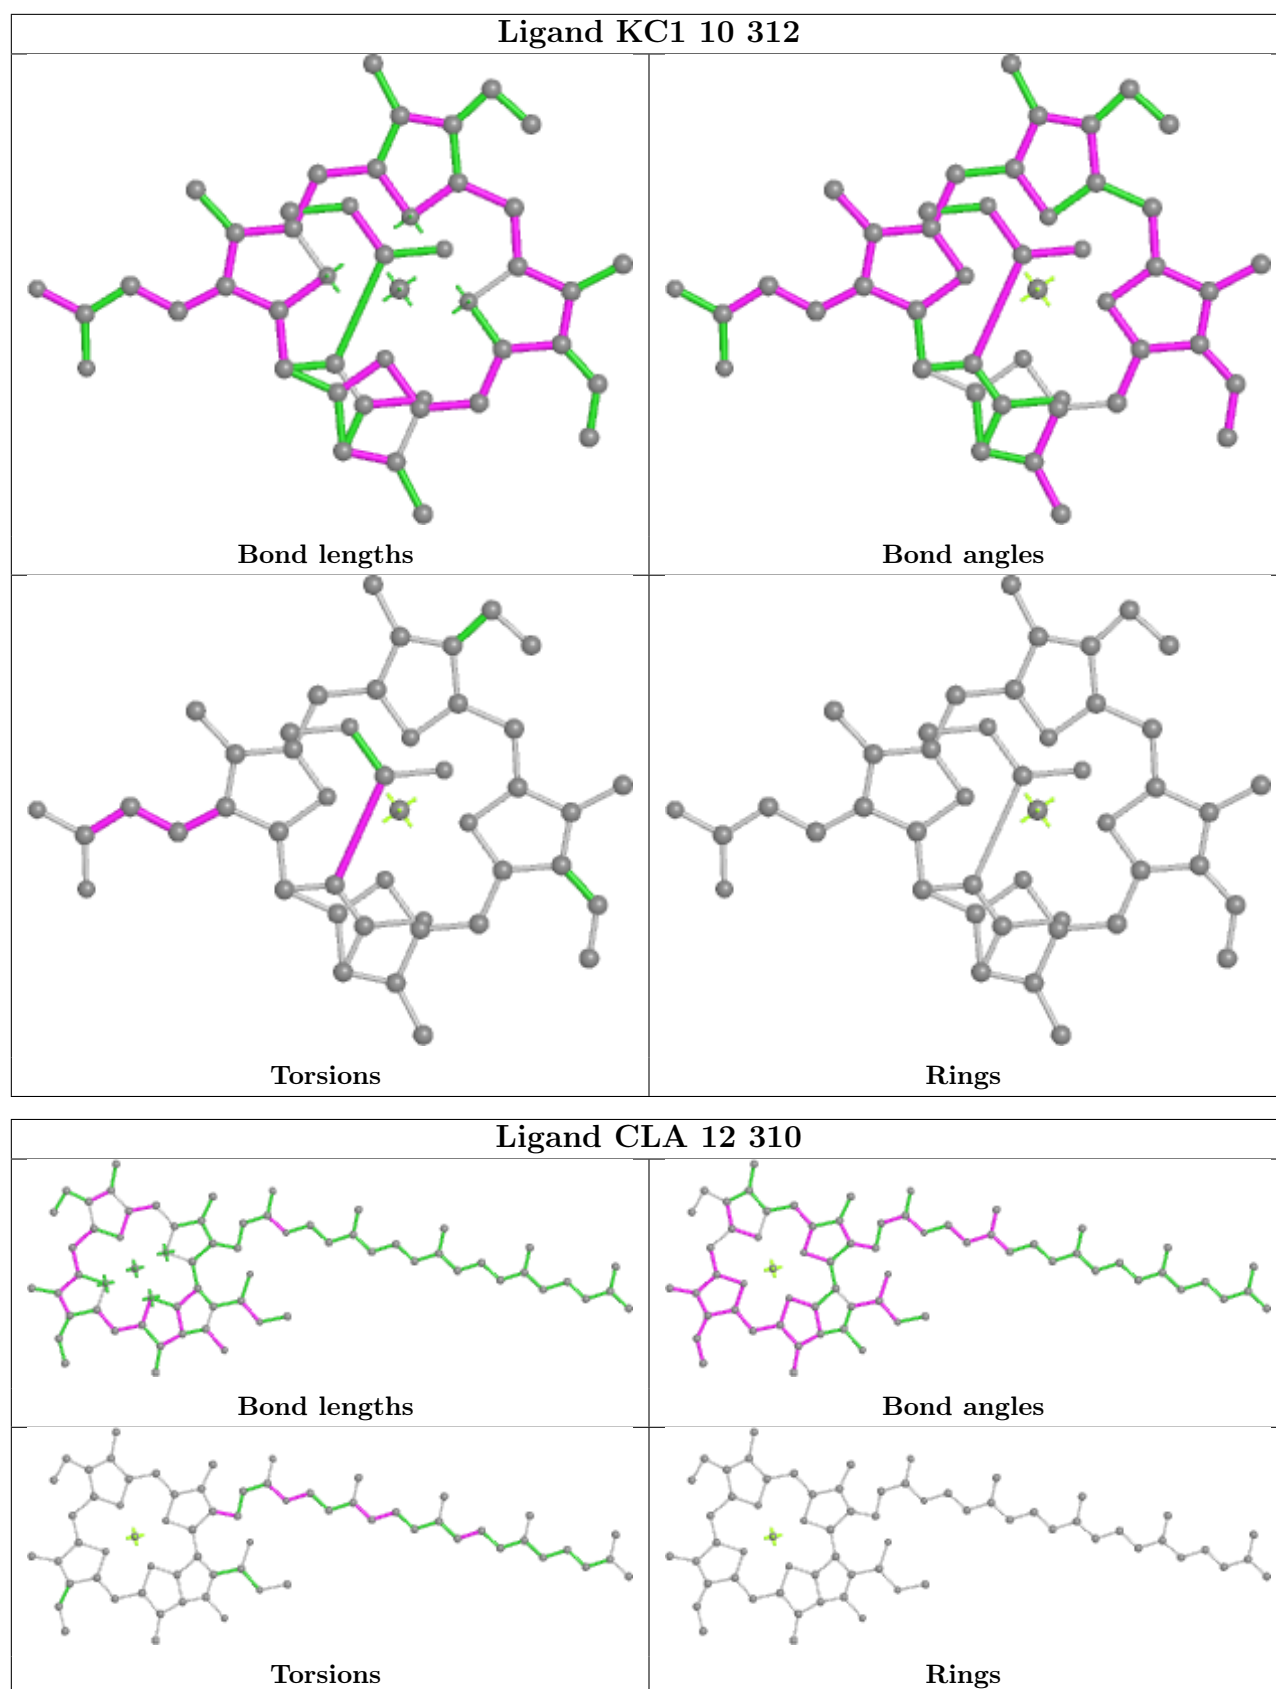 Ligand KC1 10 312
Bond lengths
Bond angles
Torsions
Rings
Ligand CLA 12 310
Bond lengths
Bond angles
Torsions
Rings